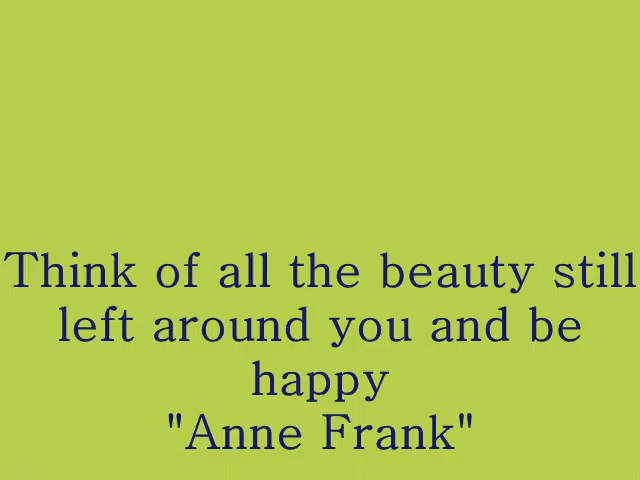 Think of all the beauty still
left around you and be
happy
"Anne Frank"